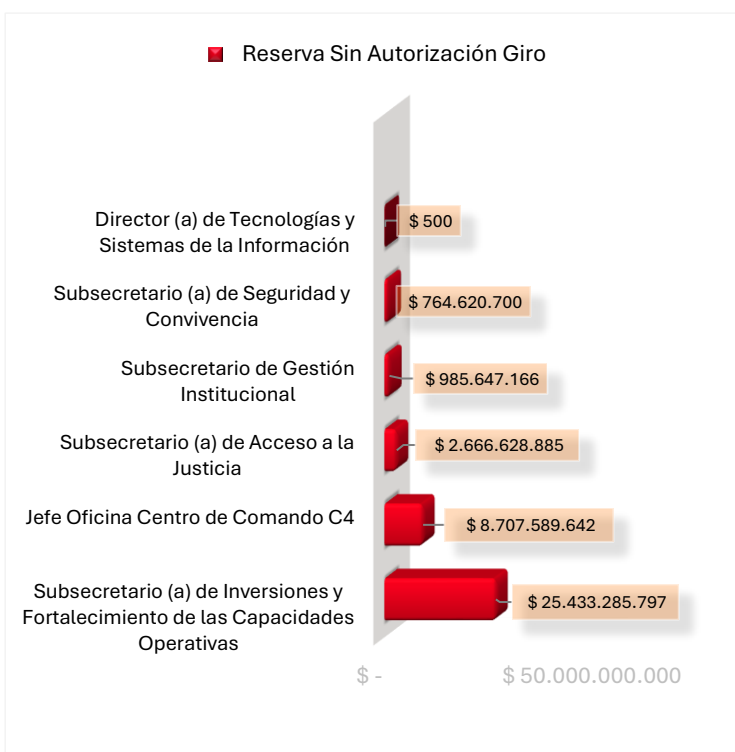 Reserva Sin Autorización Giro
Director (a) de Tecnologías y
Sistemas de la Información
$ 500
Subsecretario (a) de Seguridad y
Convivencia
$ 764.620.700
Subsecretario de Gestión
Institucional
$ 985.647.166
Subsecretario (a) de Acceso a la
Justicia
$ 2.666.628.885
Jefe Oficina Centro de Comando C4
$ 8.707.589.642
Subsecretario (a) de Inversiones y
Fortalecimiento de las Capacidades
Operativas
$ 25.433.285.797
$ -
$ 50.000.000.000